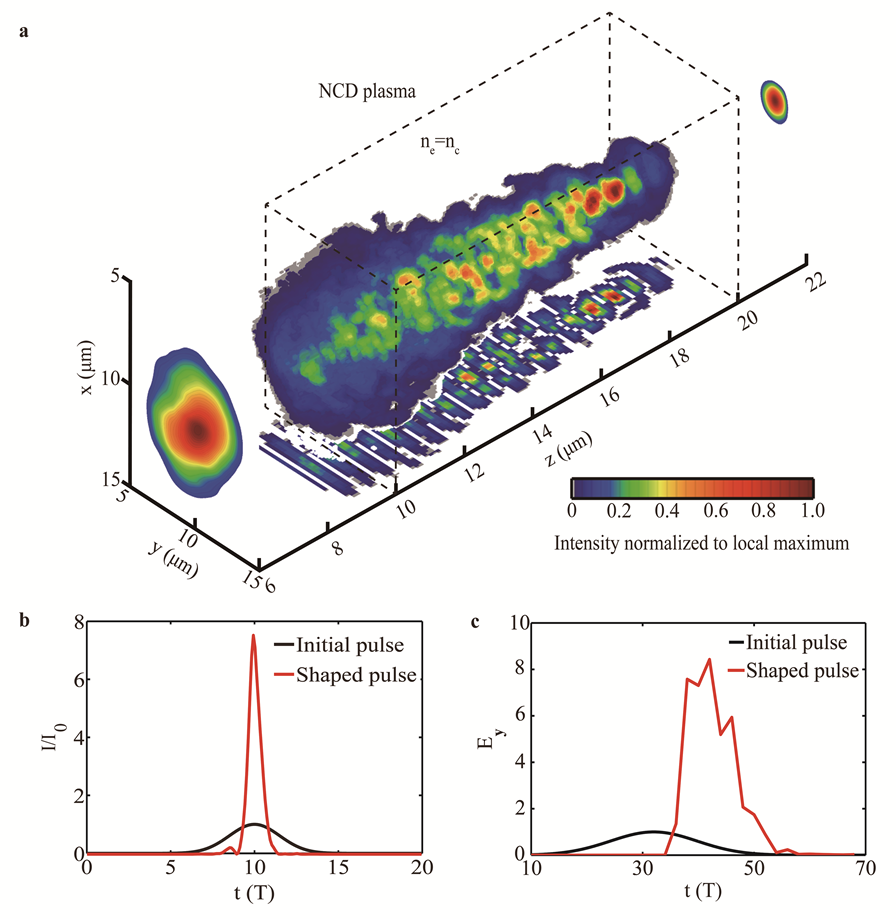 a
NCD plasma
nₑ=n꜀
5
10
15
x (μm)
5
10
15
y (μm)
6
8
10
12
14
16
18
20
22
z (μm)
0 0.2 0.4 0.6 0.8 1.0
Intensity normalized to local maximum
b
8
6
4
2
0
I/I₀
Initial pulse
Shaped pulse
0 5 10 15 20
t (T)
c
10
8
6
4
2
0
E_y
Initial pulse
Shaped pulse
10 30 50 70
t (T)